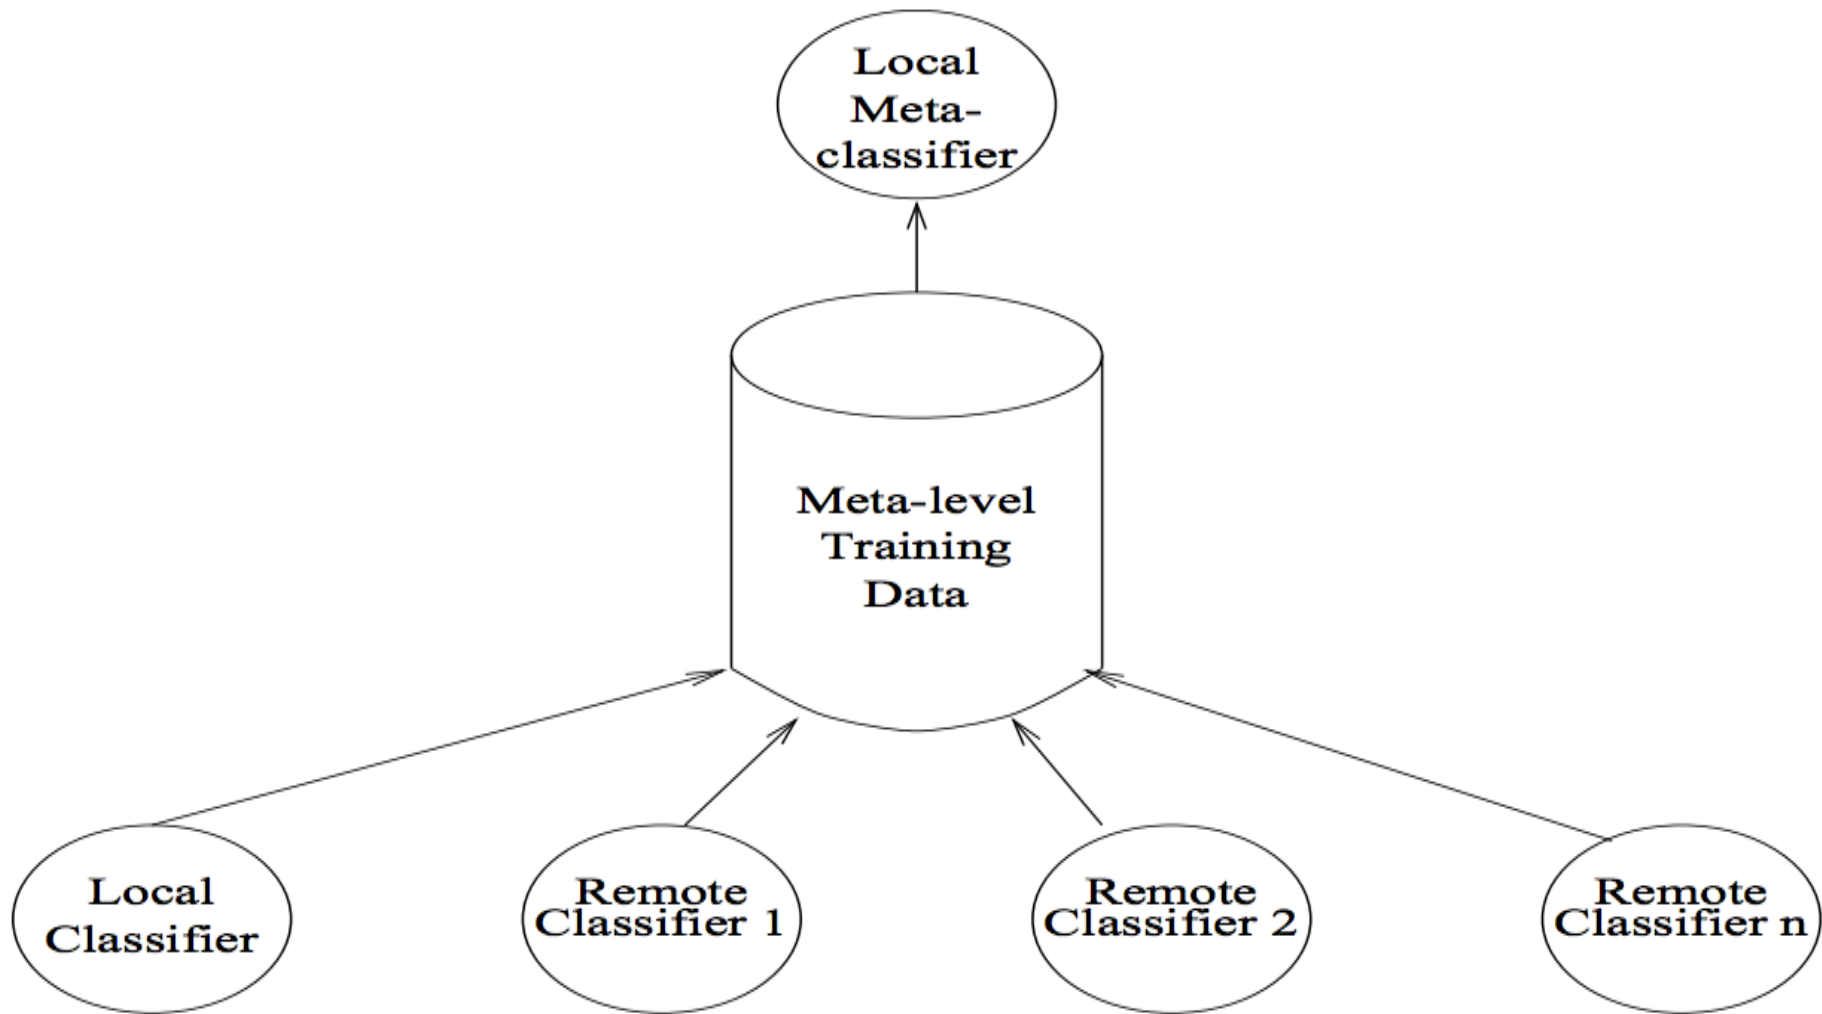 Local
Meta-
classifier
Meta-level
Training
Data
Local
Classifier
Remote
Classifier 1
Remote
Classifier 2
Remote
Classifier n